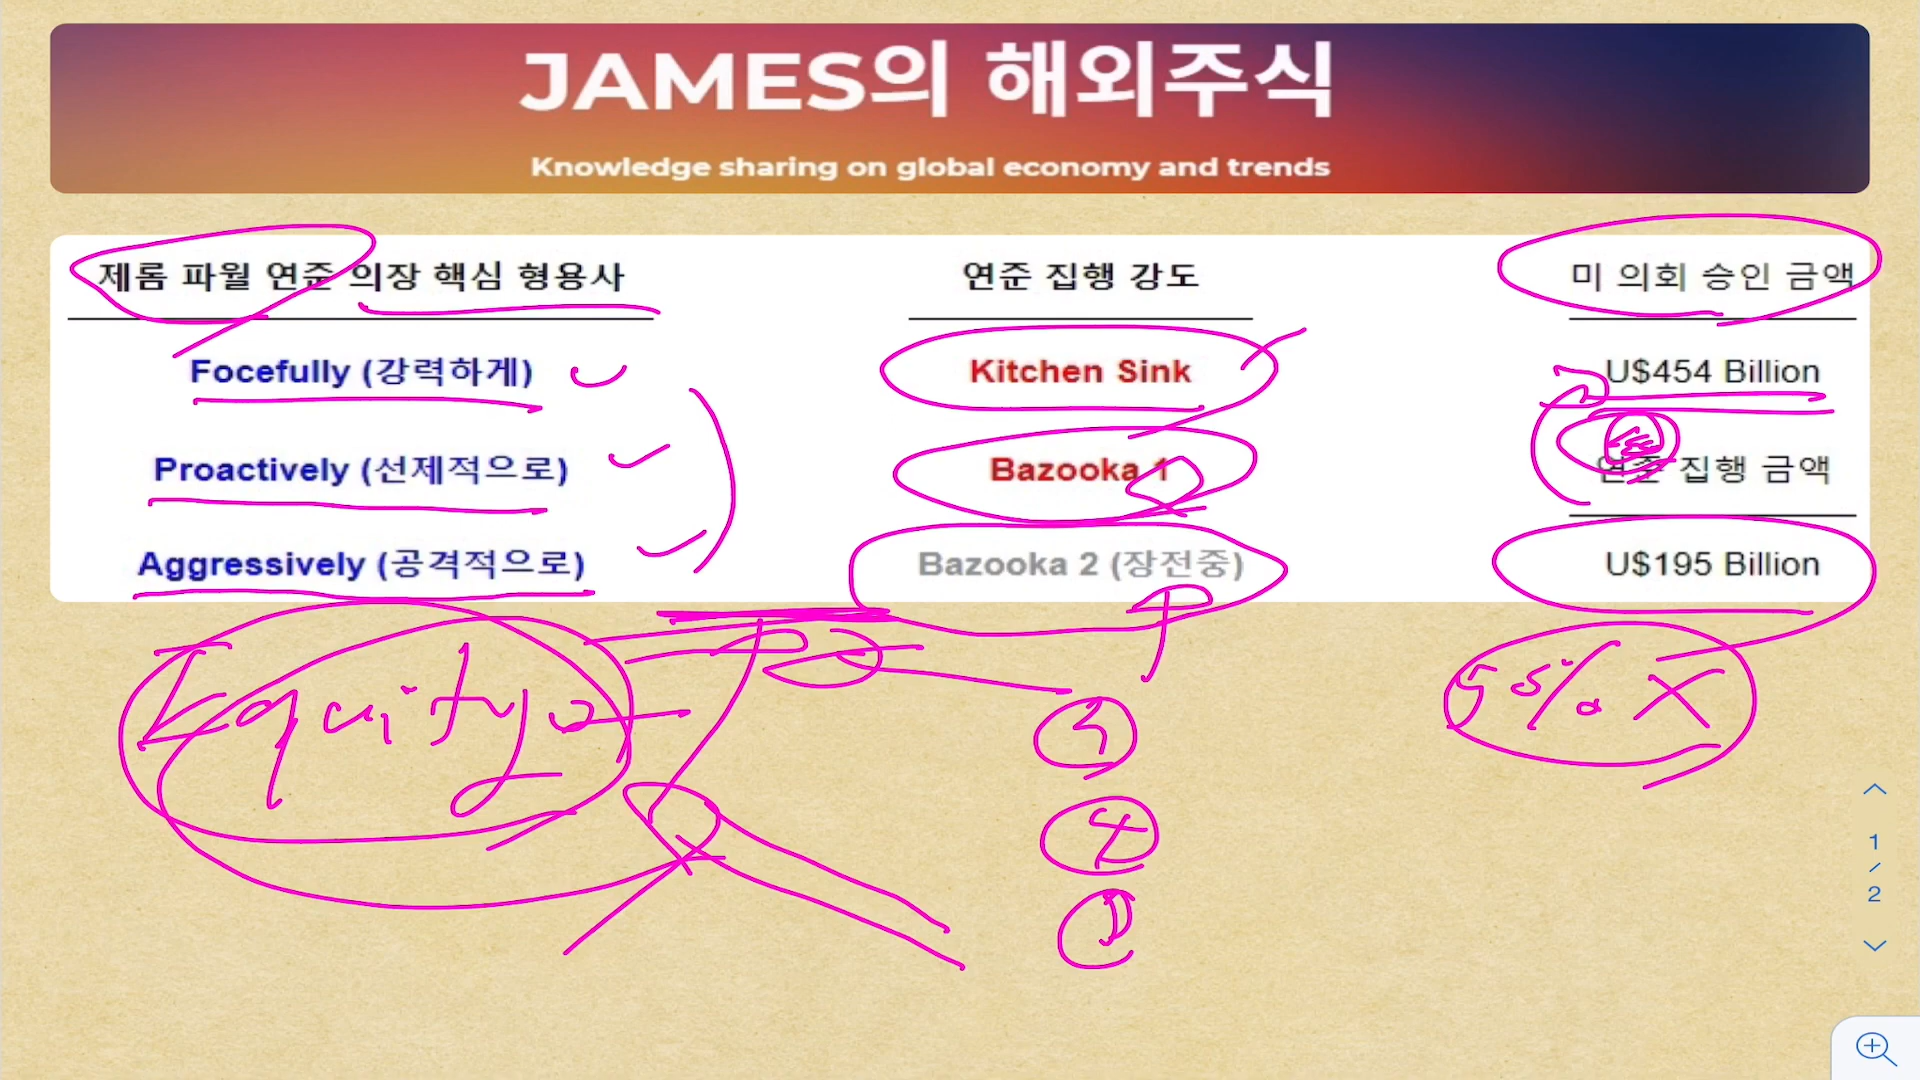 JAMES의 해외주식
Knowledge sharing on global economy and trends
제롬 파월 연준 의장 핵심 형용사
연준 집행 강도
미 의회 승인 금액
Focefully (강력하게)
Kitchen Sink
U$454 Billion
Proactively (선제적으로)
Bazooka 1
연준 집행 금액
Aggressively (공격적으로)
Bazooka 2 (장전중)
U$195 Billion
Equity
1
/
2